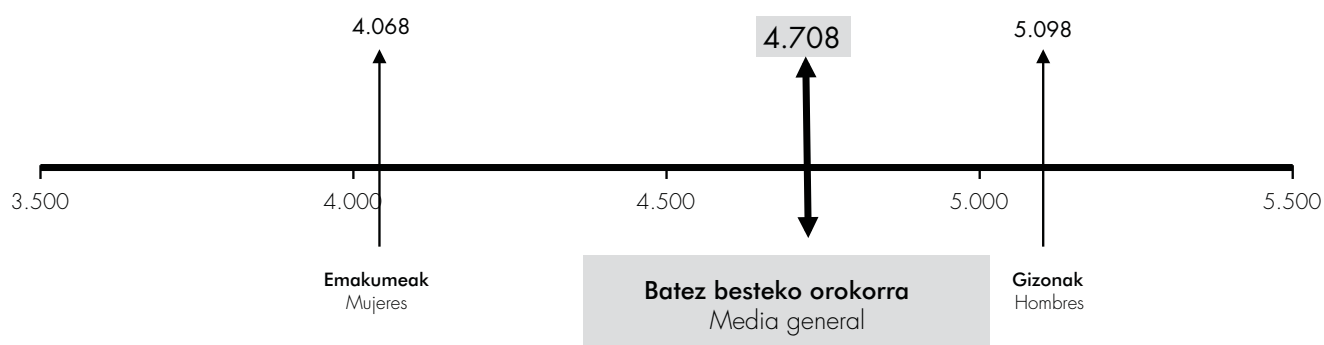 4.068
4.708
5.098
3.500
4.000
4.500
5.000
5.500
Emakumeak
Mujeres
Batez besteko orokorra
Media general
Gizonak
Hombres